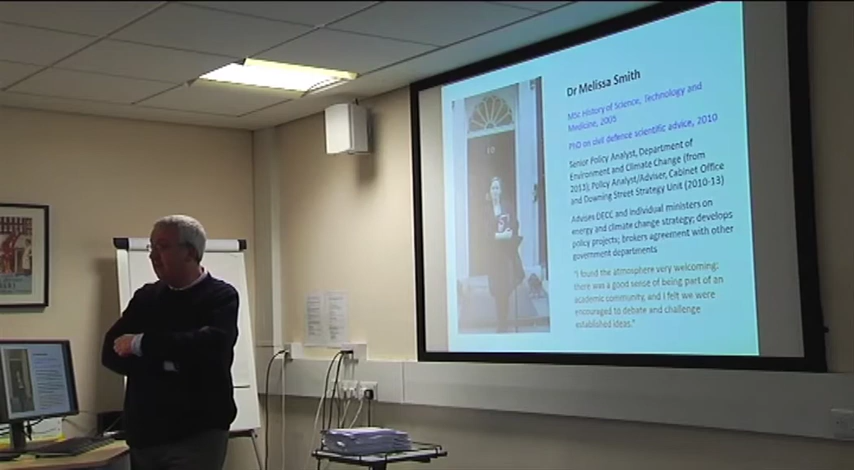 Dr Melissa Smith
MSc History of Science, Technology and
Medicine, 2005
PhD on civil defence scientific advice, 2010
Senior Policy Analyst, Department of
Environment and Climate Change (from
2013); Policy Analyst/Adviser, Cabinet Office
and Downing Street Strategy Unit (2010-13)
Advises DECC and individual ministers on
energy and climate change strategy; develops
policy projects; brokers agreement with other
government departments
"I found the atmosphere very welcoming:
there was a good sense of being part of an
academic community, and I felt we were
encouraged to debate and challenge
established ideas."
10